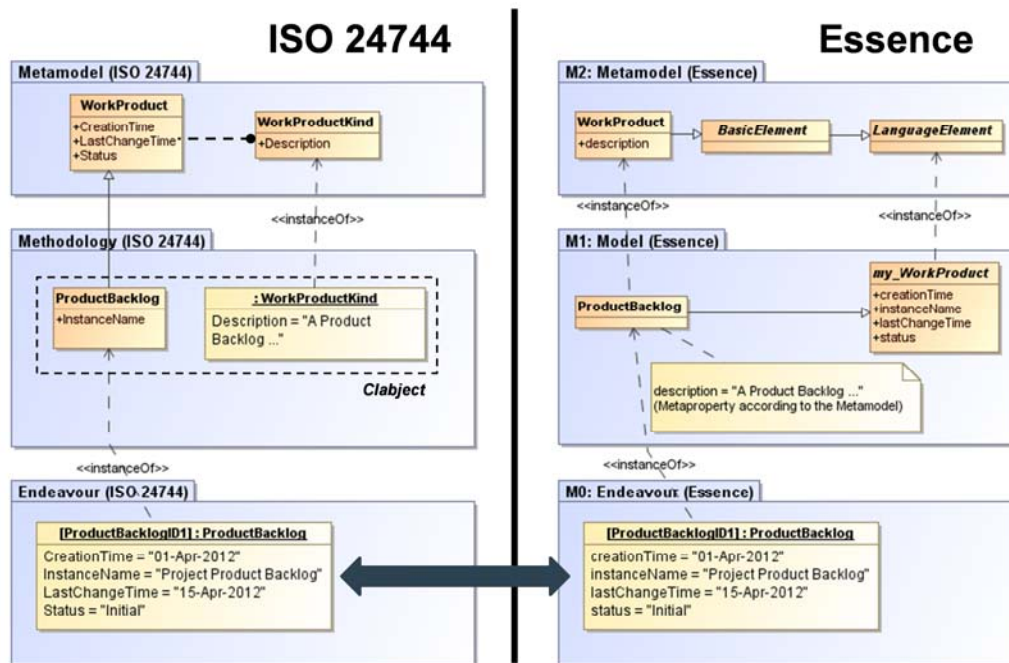 ISO 24744
Metamodel (ISO 24744)
WorkProduct
+CreationTime
+LastChangeTime*
+Status
WorkProductKind
+Description
<<instanceOf>>
Methodology (ISO 24744)
ProductBacklog
+InstanceName
: WorkProductKind
Description = "A Product
Backlog ..."
Clabject
<<instanceOf>>
Endeavour (ISO 24744)
[ProductBacklogID1] : ProductBacklog
CreationTime = "01-Apr-2012"
InstanceName = "Project Product Backlog"
LastChangeTime = "15-Apr-2012"
Status = "Initial"
Essence
M2: Metamodel (Essence)
WorkProduct
+description
BasicElement
LanguageElement
<<instanceOf>>
<<instanceOf>>
M1: Model (Essence)
ProductBacklog
my_WorkProduct
+creationTime
+instanceName
+lastChangeTime
+status
description = "A Product Backlog ..."
(Metaproperty according to the Metamodel)
<<instanceOf>>
M0: Endeavour (Essence)
[ProductBacklogID1] : ProductBacklog
creationTime = "01-Apr-2012"
instanceName = "Project Product Backlog"
lastChangeTime = "15-Apr-2012"
status = "Initial"